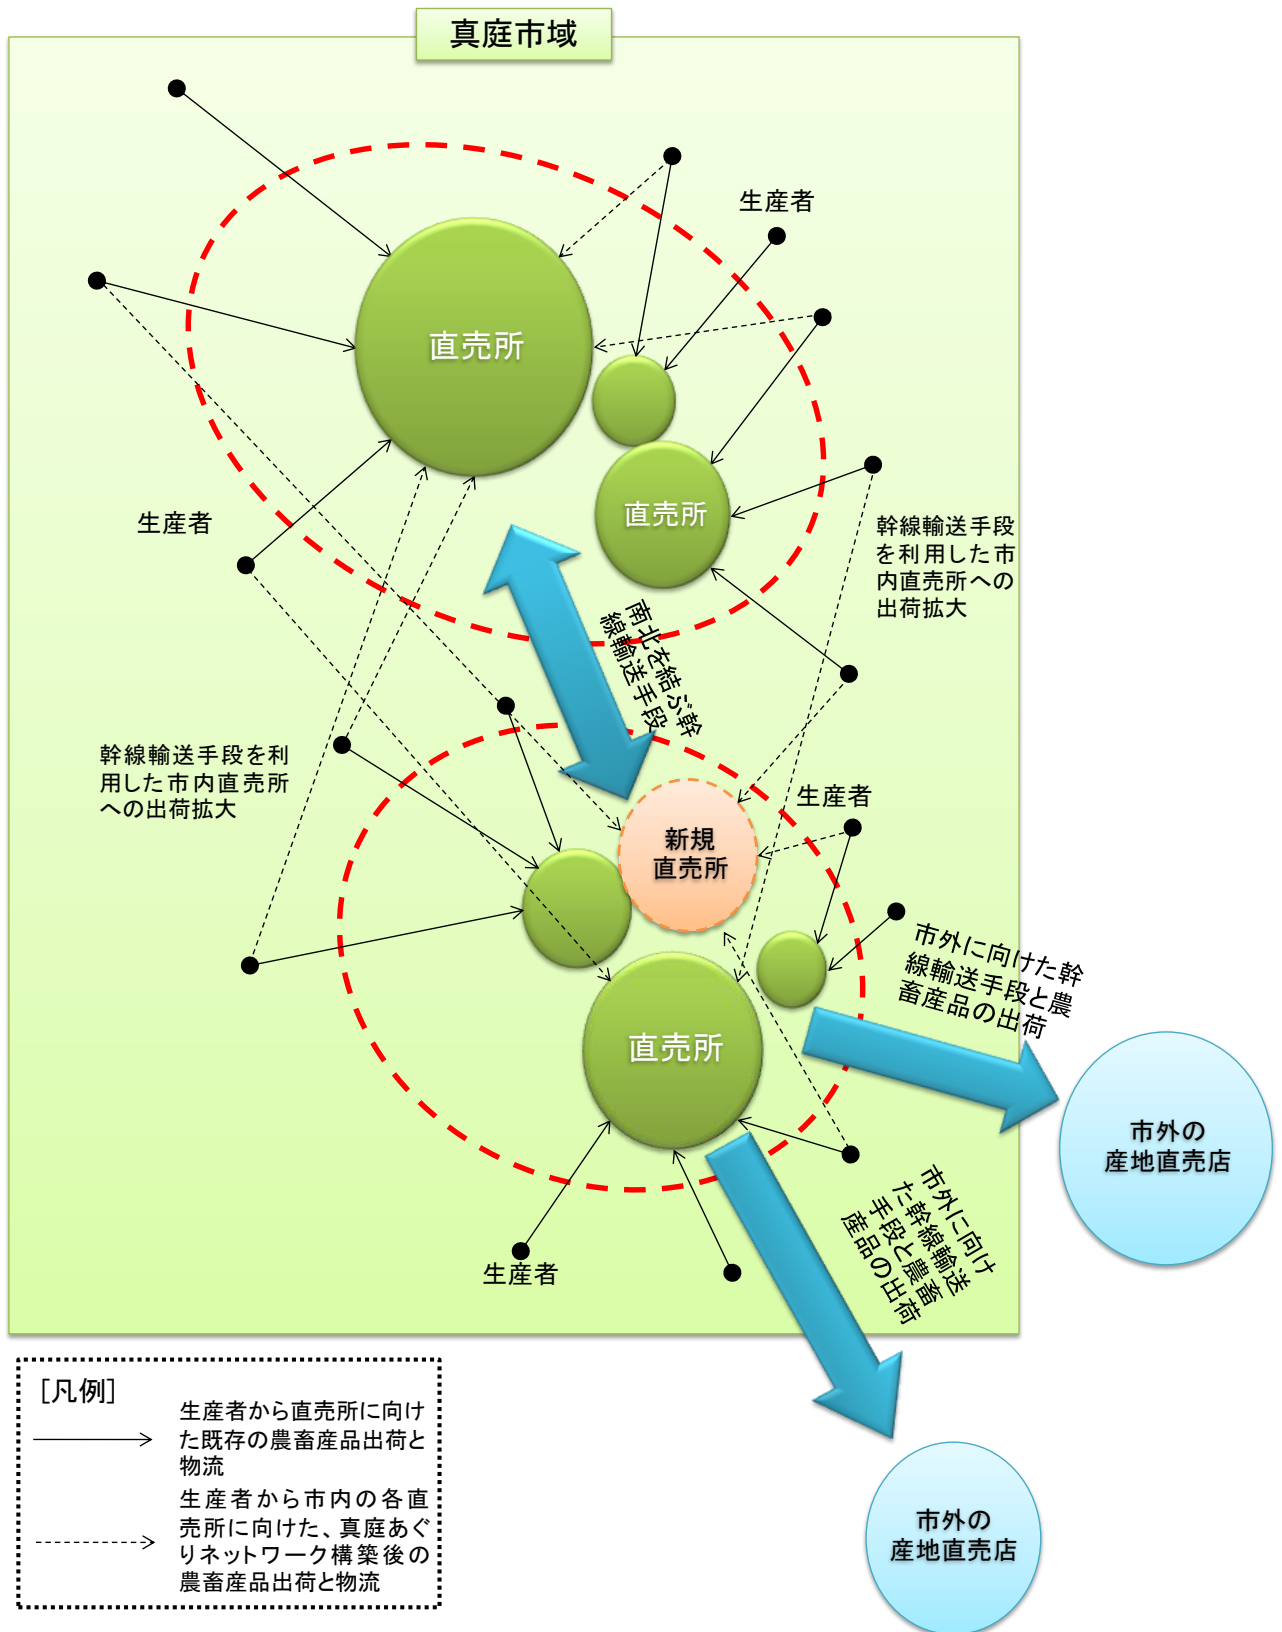 真庭市域
生産者
直売所
直売所
生産者
幹線輸送手段
を利用した市
内直売所への
出荷拡大
南北を結ぶ幹
線輸送手段
幹線輸送手段を利
用した市内直売所
への出荷拡大
生産者
新規
直売所
市外に向けた幹
線輸送手段と農
畜産品の出荷
直売所
市外の
産地直売店
市外に向け
た幹線輸送
手段と農畜
産品の出荷
生産者
[凡例]
生産者から直売所に向け
た既存の農畜産品出荷と
物流
生産者から市内の各直
売所に向けた、真庭あぐ
りネットワーク構築後の
農畜産品出荷と物流
市外の
産地直売店